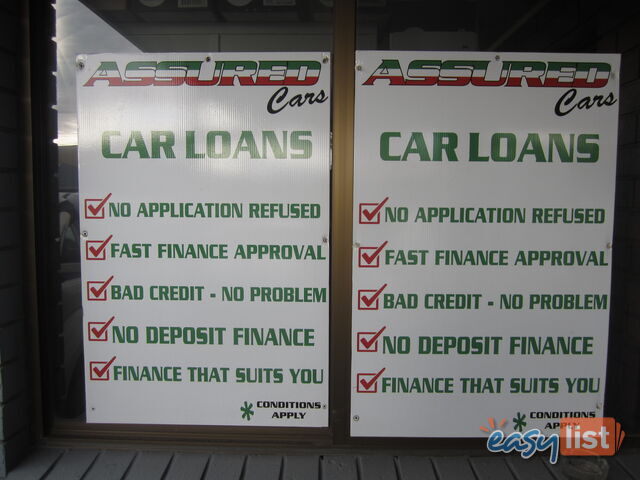 ASSURED
Cars
CAR LOANS
NO APPLICATION REFUSED
FAST FINANCE APPROVAL
BAD CREDIT - NO PROBLEM
NO DEPOSIT FINANCE
FINANCE THAT SUITS YOU
* CONDITIONS
APPLY
ASSURED
Cars
CAR LOANS
NO APPLICATION REFUSED
FAST FINANCE APPROVAL
BAD CREDIT - NO PROBLEM
NO DEPOSIT FINANCE
FINANCE THAT SUITS YOU
* CONDITIONS
APPLY
easylist